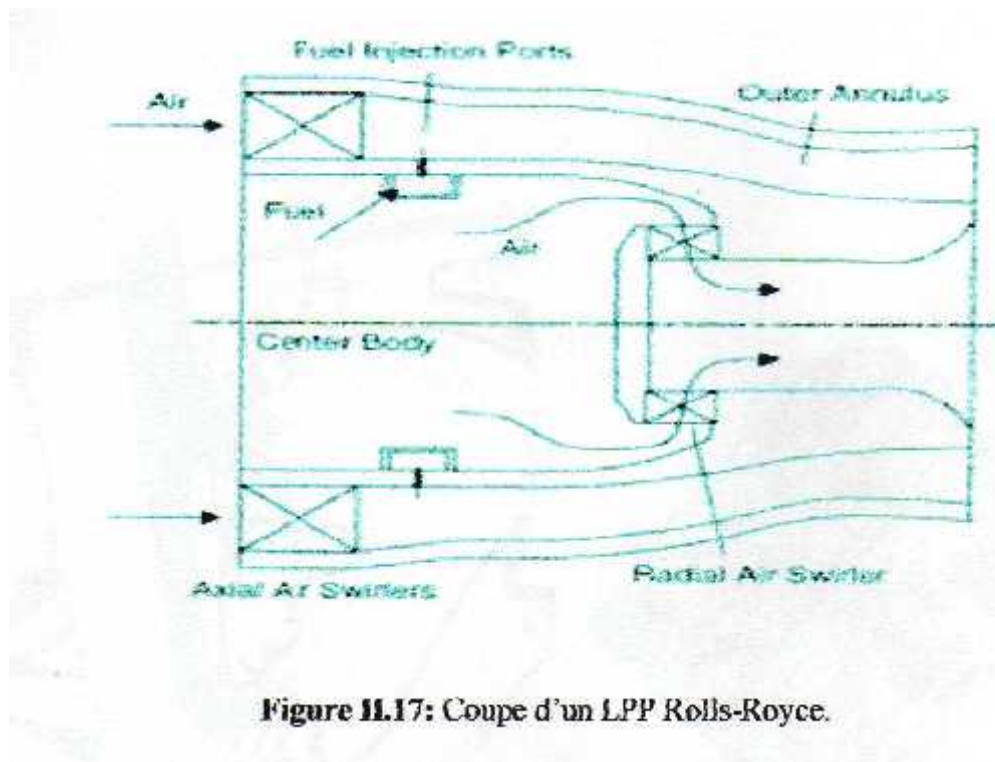 Fuel Injection Ports
Air
Outer Annulus
Fuel
Air
Center Body
Radial Air Swirler
Axial Air Swirlers
Figure II.17: Coupe d'un LPP Rolls-Royce.